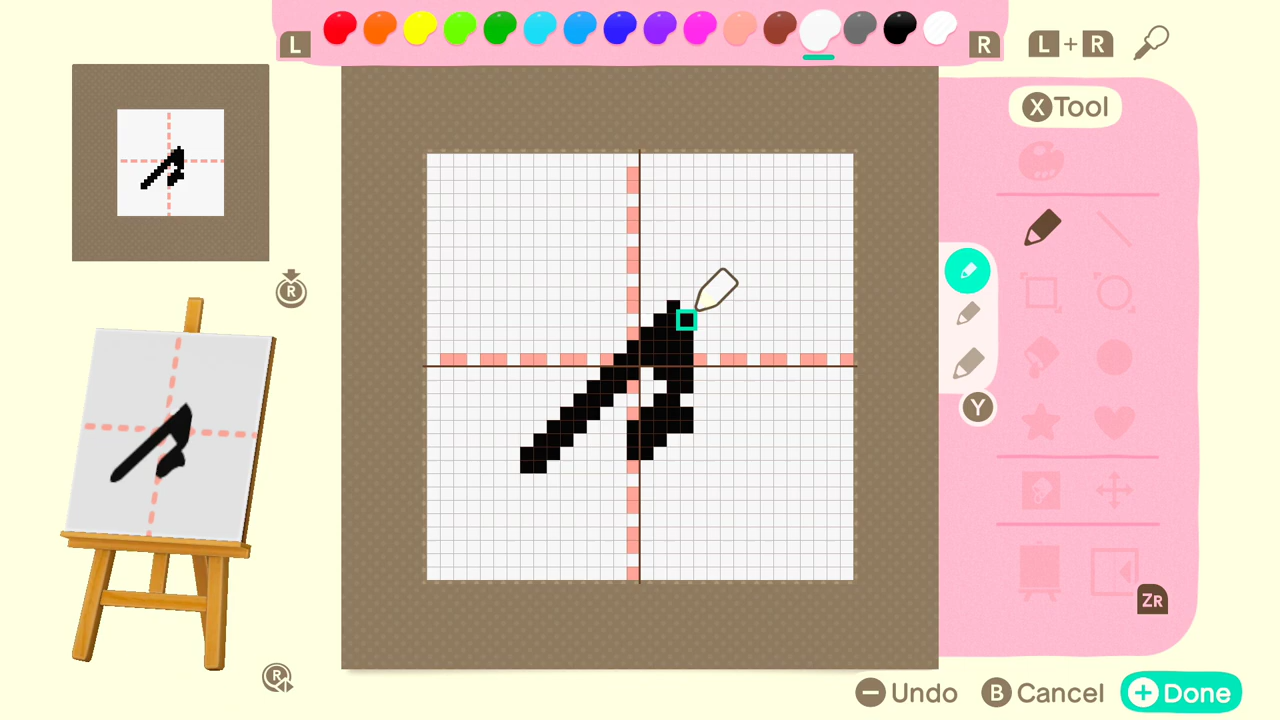 L
R
L + R
X Tool
Y
R
R
ZR
− Undo
B Cancel
+ Done